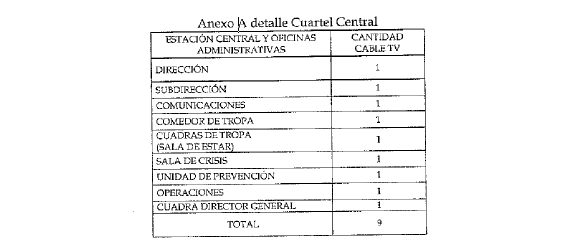 Anexo A detalle Cuartel Central
ESTACIÓN CENTRAL Y OFICINAS ADMINISTRATIVAS CANTIDAD CABLE TV
DIRECCIÓN 1
SUBDIRECCIÓN 1
COMUNICACIONES 1
COMEDOR DE TROPA 1
CUADRAS DE TROPA (SALA DE ESTAR) 1
SALA DE CRISIS 1
UNIDAD DE PREVENCIÓN 1
OPERACIONES 1
CUADRA DIRECTOR GENERAL 1
TOTAL 9